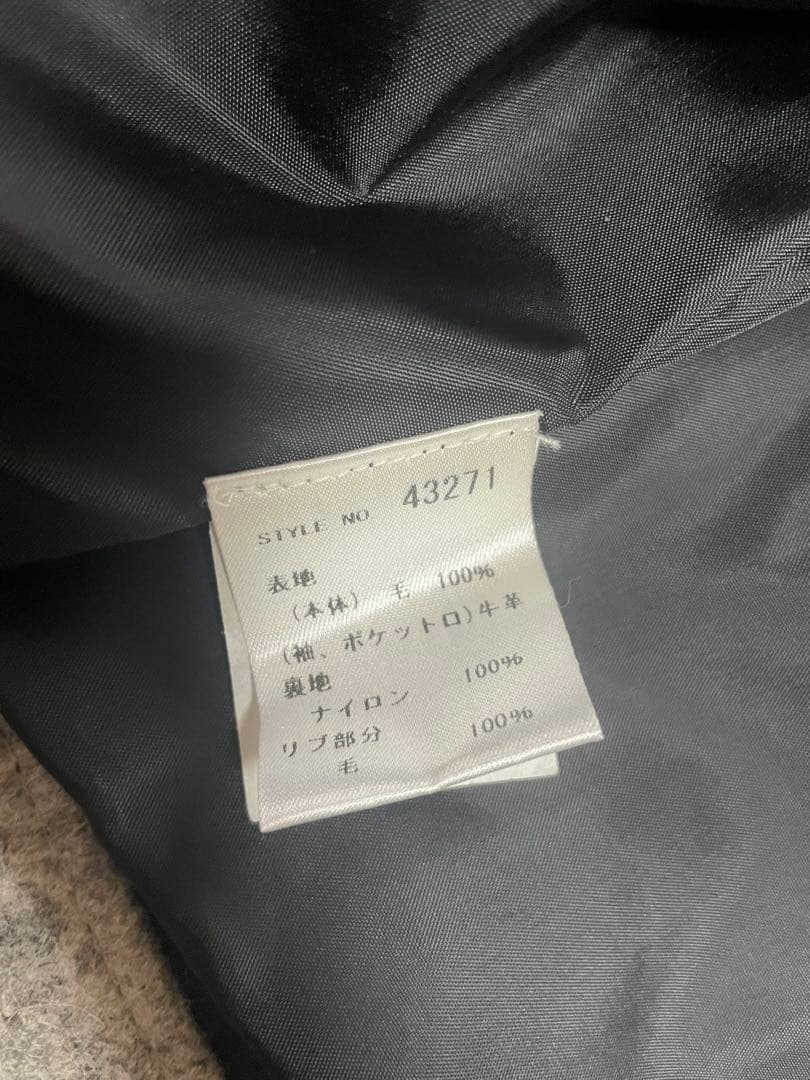 STYLE NO. 43271
表地
(本体) 毛 100%
(袖、ポケット口)牛革
裏地
ナイロン 100%
リブ部分
毛 100%